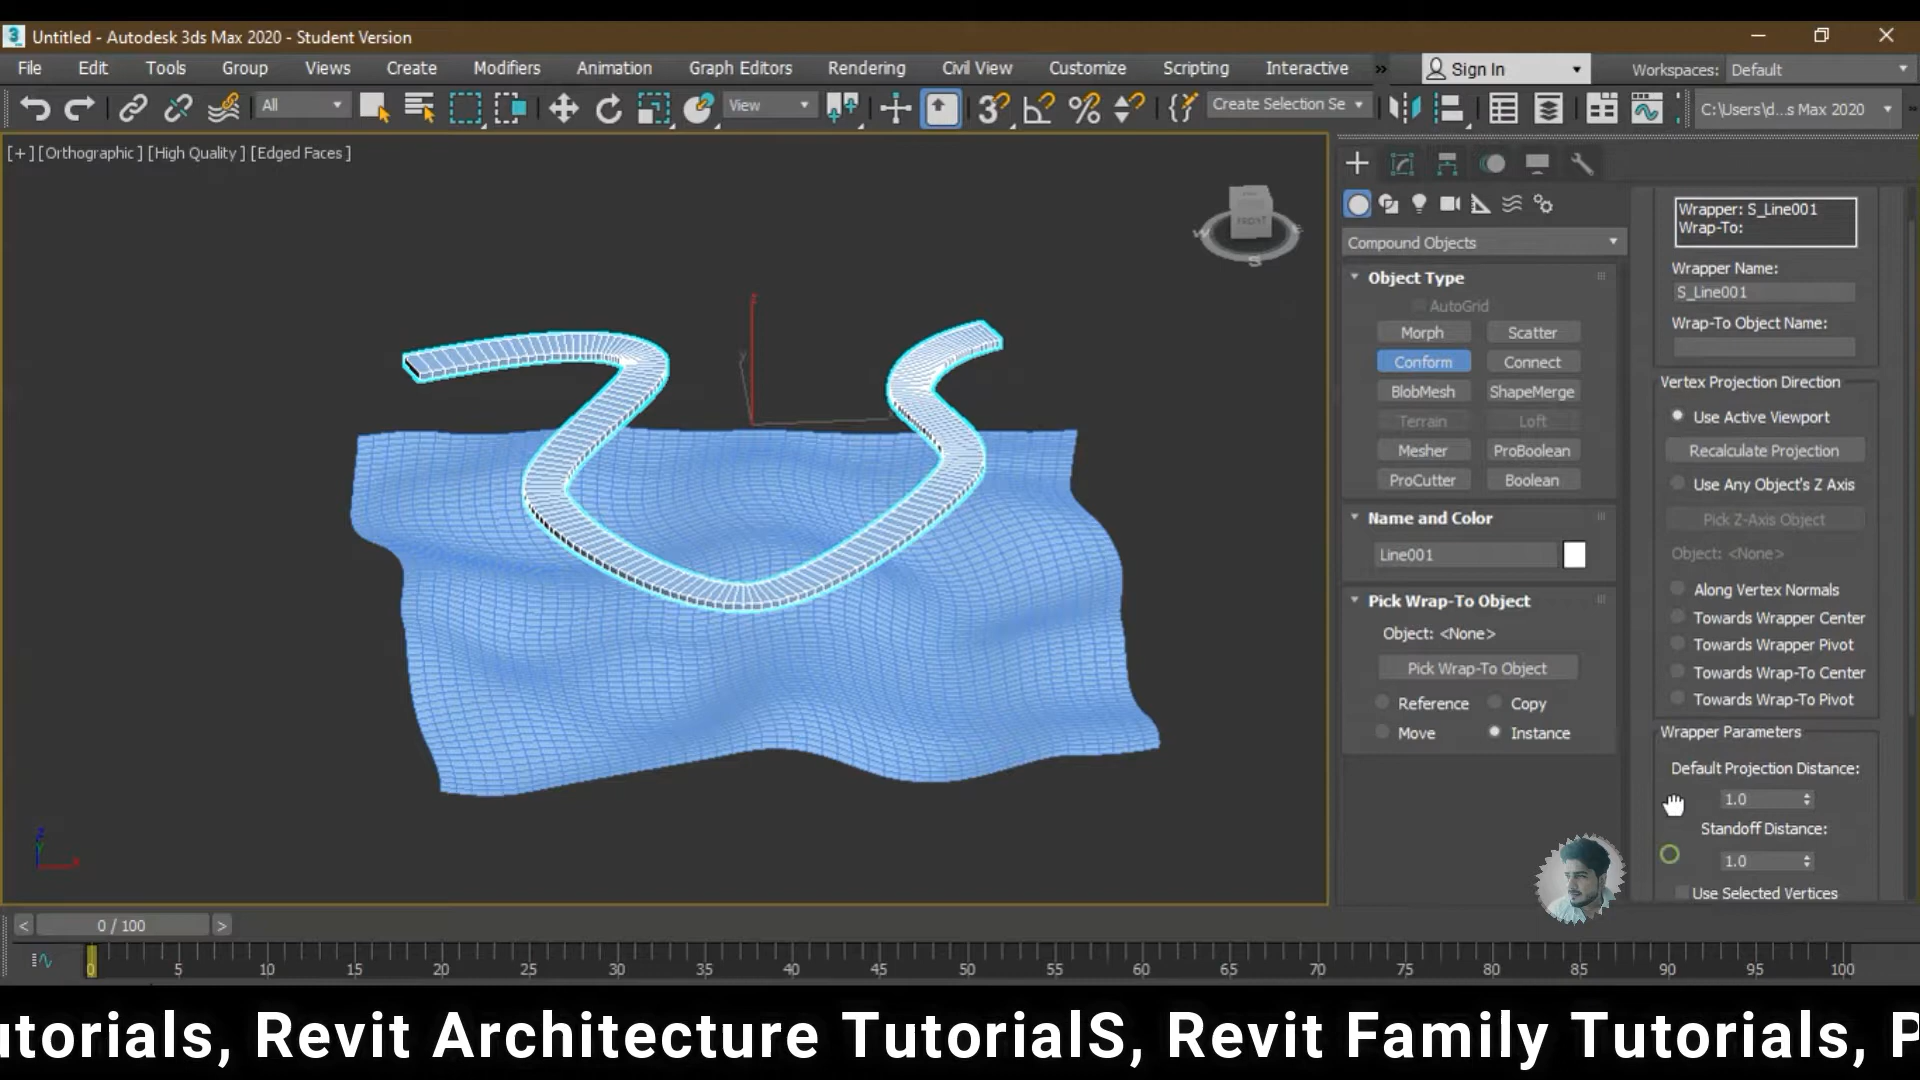 Untitled - Autodesk 3ds Max 2020 - Student Version
File Edit Tools Group Views Create Modifiers Animation Graph Editors Rendering Civil View Customize Scripting Interactive » Sign In Workspaces: Default
All View Create Selection Se C:\Users\d...s Max 2020
[+] [Orthographic] [High Quality] [Edged Faces]
FRONT
W
S
Compound Objects
Object Type
AutoGrid
Morph Scatter
Conform Connect
BlobMesh ShapeMerge
Terrain Loft
Mesher ProBoolean
ProCutter Boolean
Name and Color
Line001
Pick Wrap-To Object
Object: <None>
Pick Wrap-To Object
Reference Copy
Move Instance
Wrapper: S_Line001
Wrap-To:
Wrapper Name:
S_Line001
Wrap-To Object Name:
Vertex Projection Direction
Use Active Viewport
Recalculate Projection
Use Any Object's Z Axis
Pick Z-Axis Object
Object: <None>
Along Vertex Normals
Towards Wrapper Center
Towards Wrapper Pivot
Towards Wrap-To Center
Towards Wrap-To Pivot
Wrapper Parameters
Default Projection Distance:
1.0
Standoff Distance:
1.0
Use Selected Vertices
< 0 / 100 >
0 5 10 15 20 25 30 35 40 45 50 55 60 65 70 75 80 85 90 95 100
utorials, Revit Architecture TutorialS, Revit Family Tutorials, P